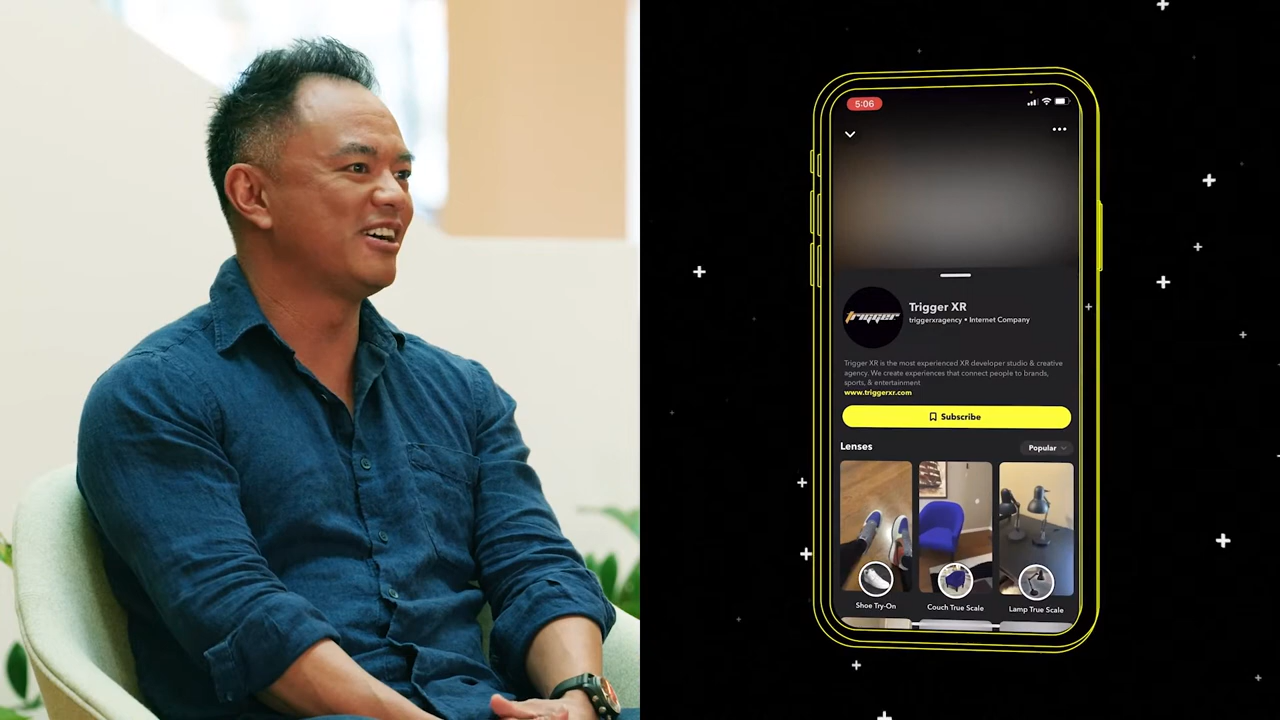 5:06
Trigger XR
trigger
triggerxragency • Internet Company
Trigger XR is the most experienced XR developer studio & creative
agency. We create experiences that connect people to brands,
sports, & entertainment
www.triggerxr.com
Subscribe
Lenses
Popular
Shoe Try-On
Couch True Scale
Lamp True Scale